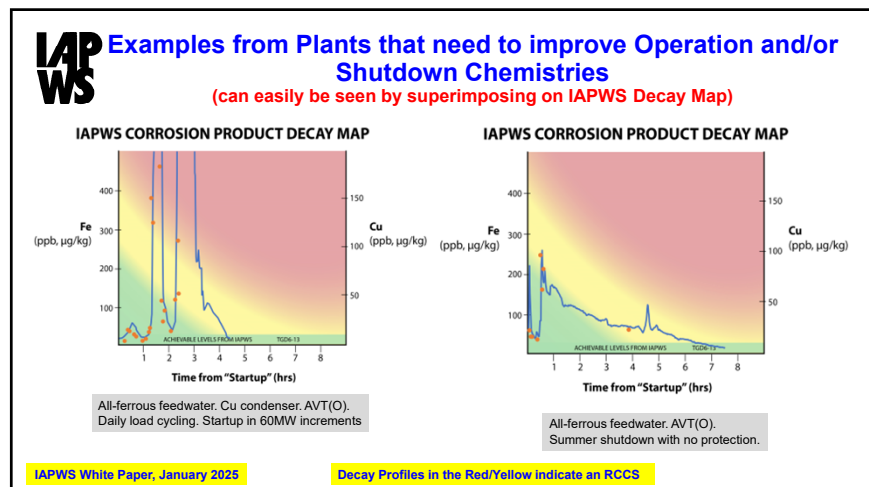 IAP
WS
Examples from Plants that need to improve Operation and/or
Shutdown Chemistries
(can easily be seen by superimposing on IAPWS Decay Map)
IAPWS CORROSION PRODUCT DECAY MAP
Fe
(ppb, µg/kg)
400
300
200
100
150
100
50
Cu
(ppb, µg/kg)
ACHIEVABLE LEVELS FROM IAPWS TGD6-13
1 2 3 4 5 6 7 8
Time from "Startup" (hrs)
All-ferrous feedwater. Cu condenser. AVT(O).
Daily load cycling. Startup in 60MW increments
IAPWS CORROSION PRODUCT DECAY MAP
Fe
(ppb, µg/kg)
400
300
200
100
150
100
50
Cu
(ppb, µg/kg)
ACHIEVABLE LEVELS FROM IAPWS TGD6-13
1 2 3 4 5 6 7 8
Time from "Startup" (hrs)
All-ferrous feedwater. AVT(O).
Summer shutdown with no protection.
IAPWS White Paper, January 2025
Decay Profiles in the Red/Yellow indicate an RCCS